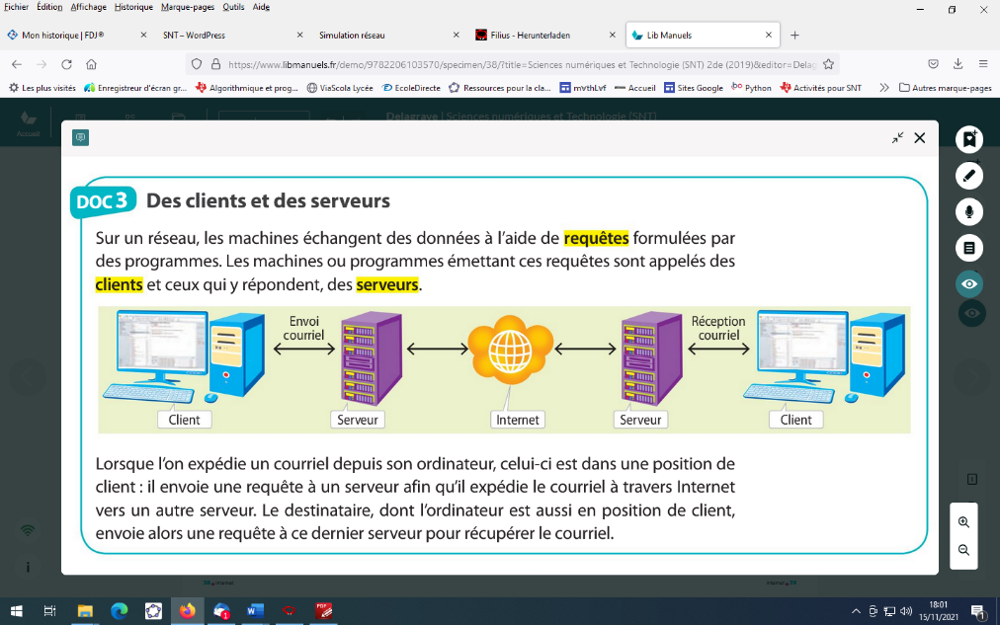 Fichier Édition Affichage Historique Marque-pages Outils Aide
Mon historique | FDJ® SNT – WordPress Simulation réseau Filius - Herunterladen Lib Manuels
https://www.libmanuels.fr/demo/9782206103570/specimen/38/?title=Sciences numériques et Technologie (SNT) 2de (2019)&editor=Delag
Les plus visités Enregistreur d'écran gr... Algorithmique et prog... ViaScola Lycée EcoleDirecte Ressources pour la cla... mvthLvf Accueil Sites Google Python Activités pour SNT Autres marque-pages
Accueil Delagrave | Sciences numériques et Technologie (SNT)
DOC 3 Des clients et des serveurs
Sur un réseau, les machines échangent des données à l'aide de requêtes formulées par
des programmes. Les machines ou programmes émettant ces requêtes sont appelés des
clients et ceux qui y répondent, des serveurs.
Envoi
courriel
Réception
courriel
Client Serveur Internet Serveur Client
Lorsque l'on expédie un courriel depuis son ordinateur, celui-ci est dans une position de
client : il envoie une requête à un serveur afin qu'il expédie le courriel à travers Internet
vers un autre serveur. Le destinataire, dont l'ordinateur est aussi en position de client,
envoie alors une requête à ce dernier serveur pour récupérer le courriel.
18:01
15/11/2021